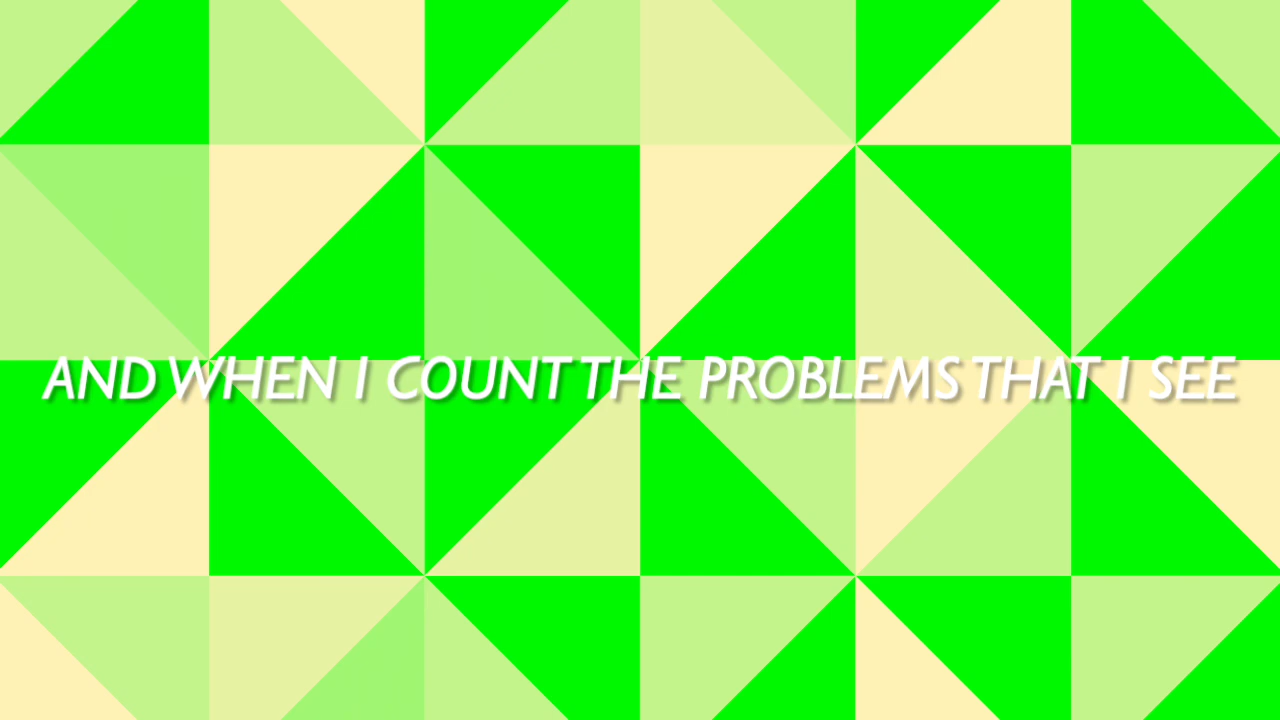 AND WHEN I COUNT THE PROBLEMS THAT I SEE